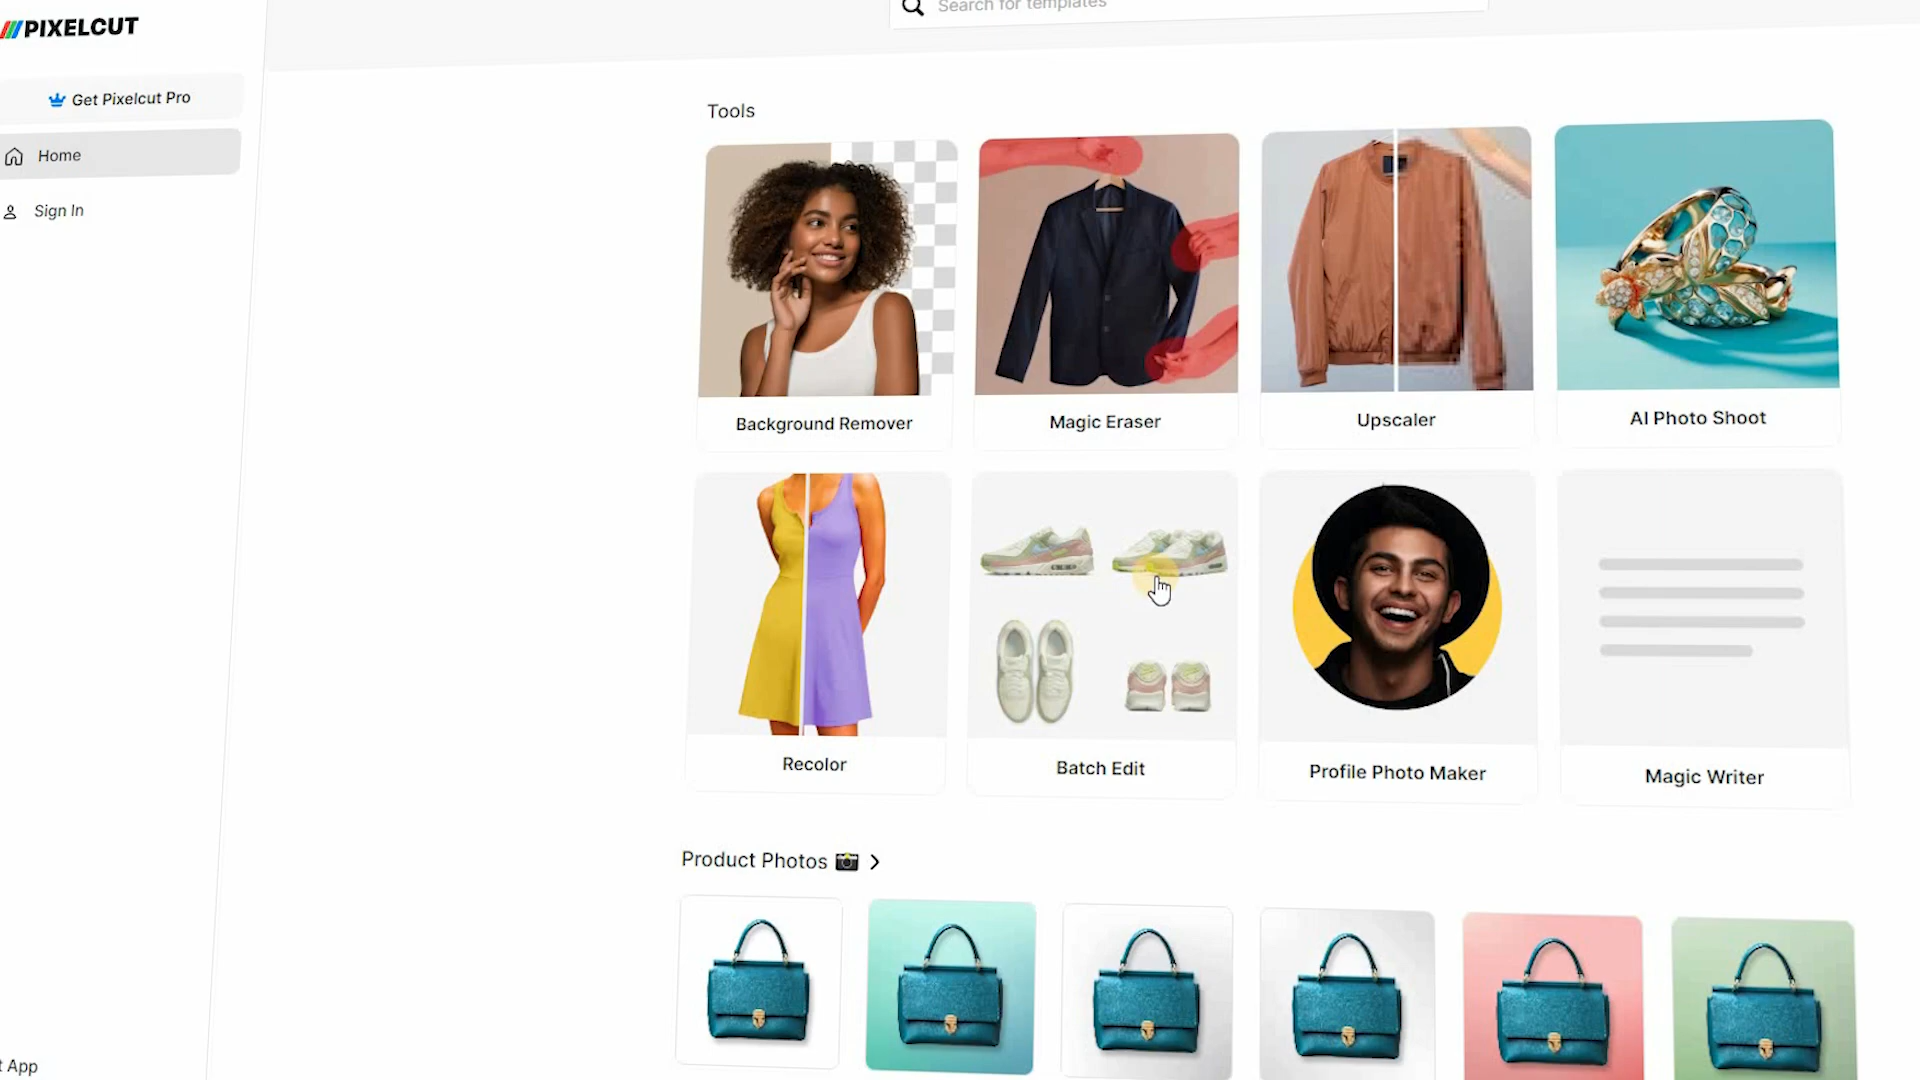 PIXELCUT
Search for templates
Get Pixelcut Pro
Home
Sign In
Tools
Background Remover
Magic Eraser
Upscaler
AI Photo Shoot
Recolor
Batch Edit
Profile Photo Maker
Magic Writer
Product Photos
t App